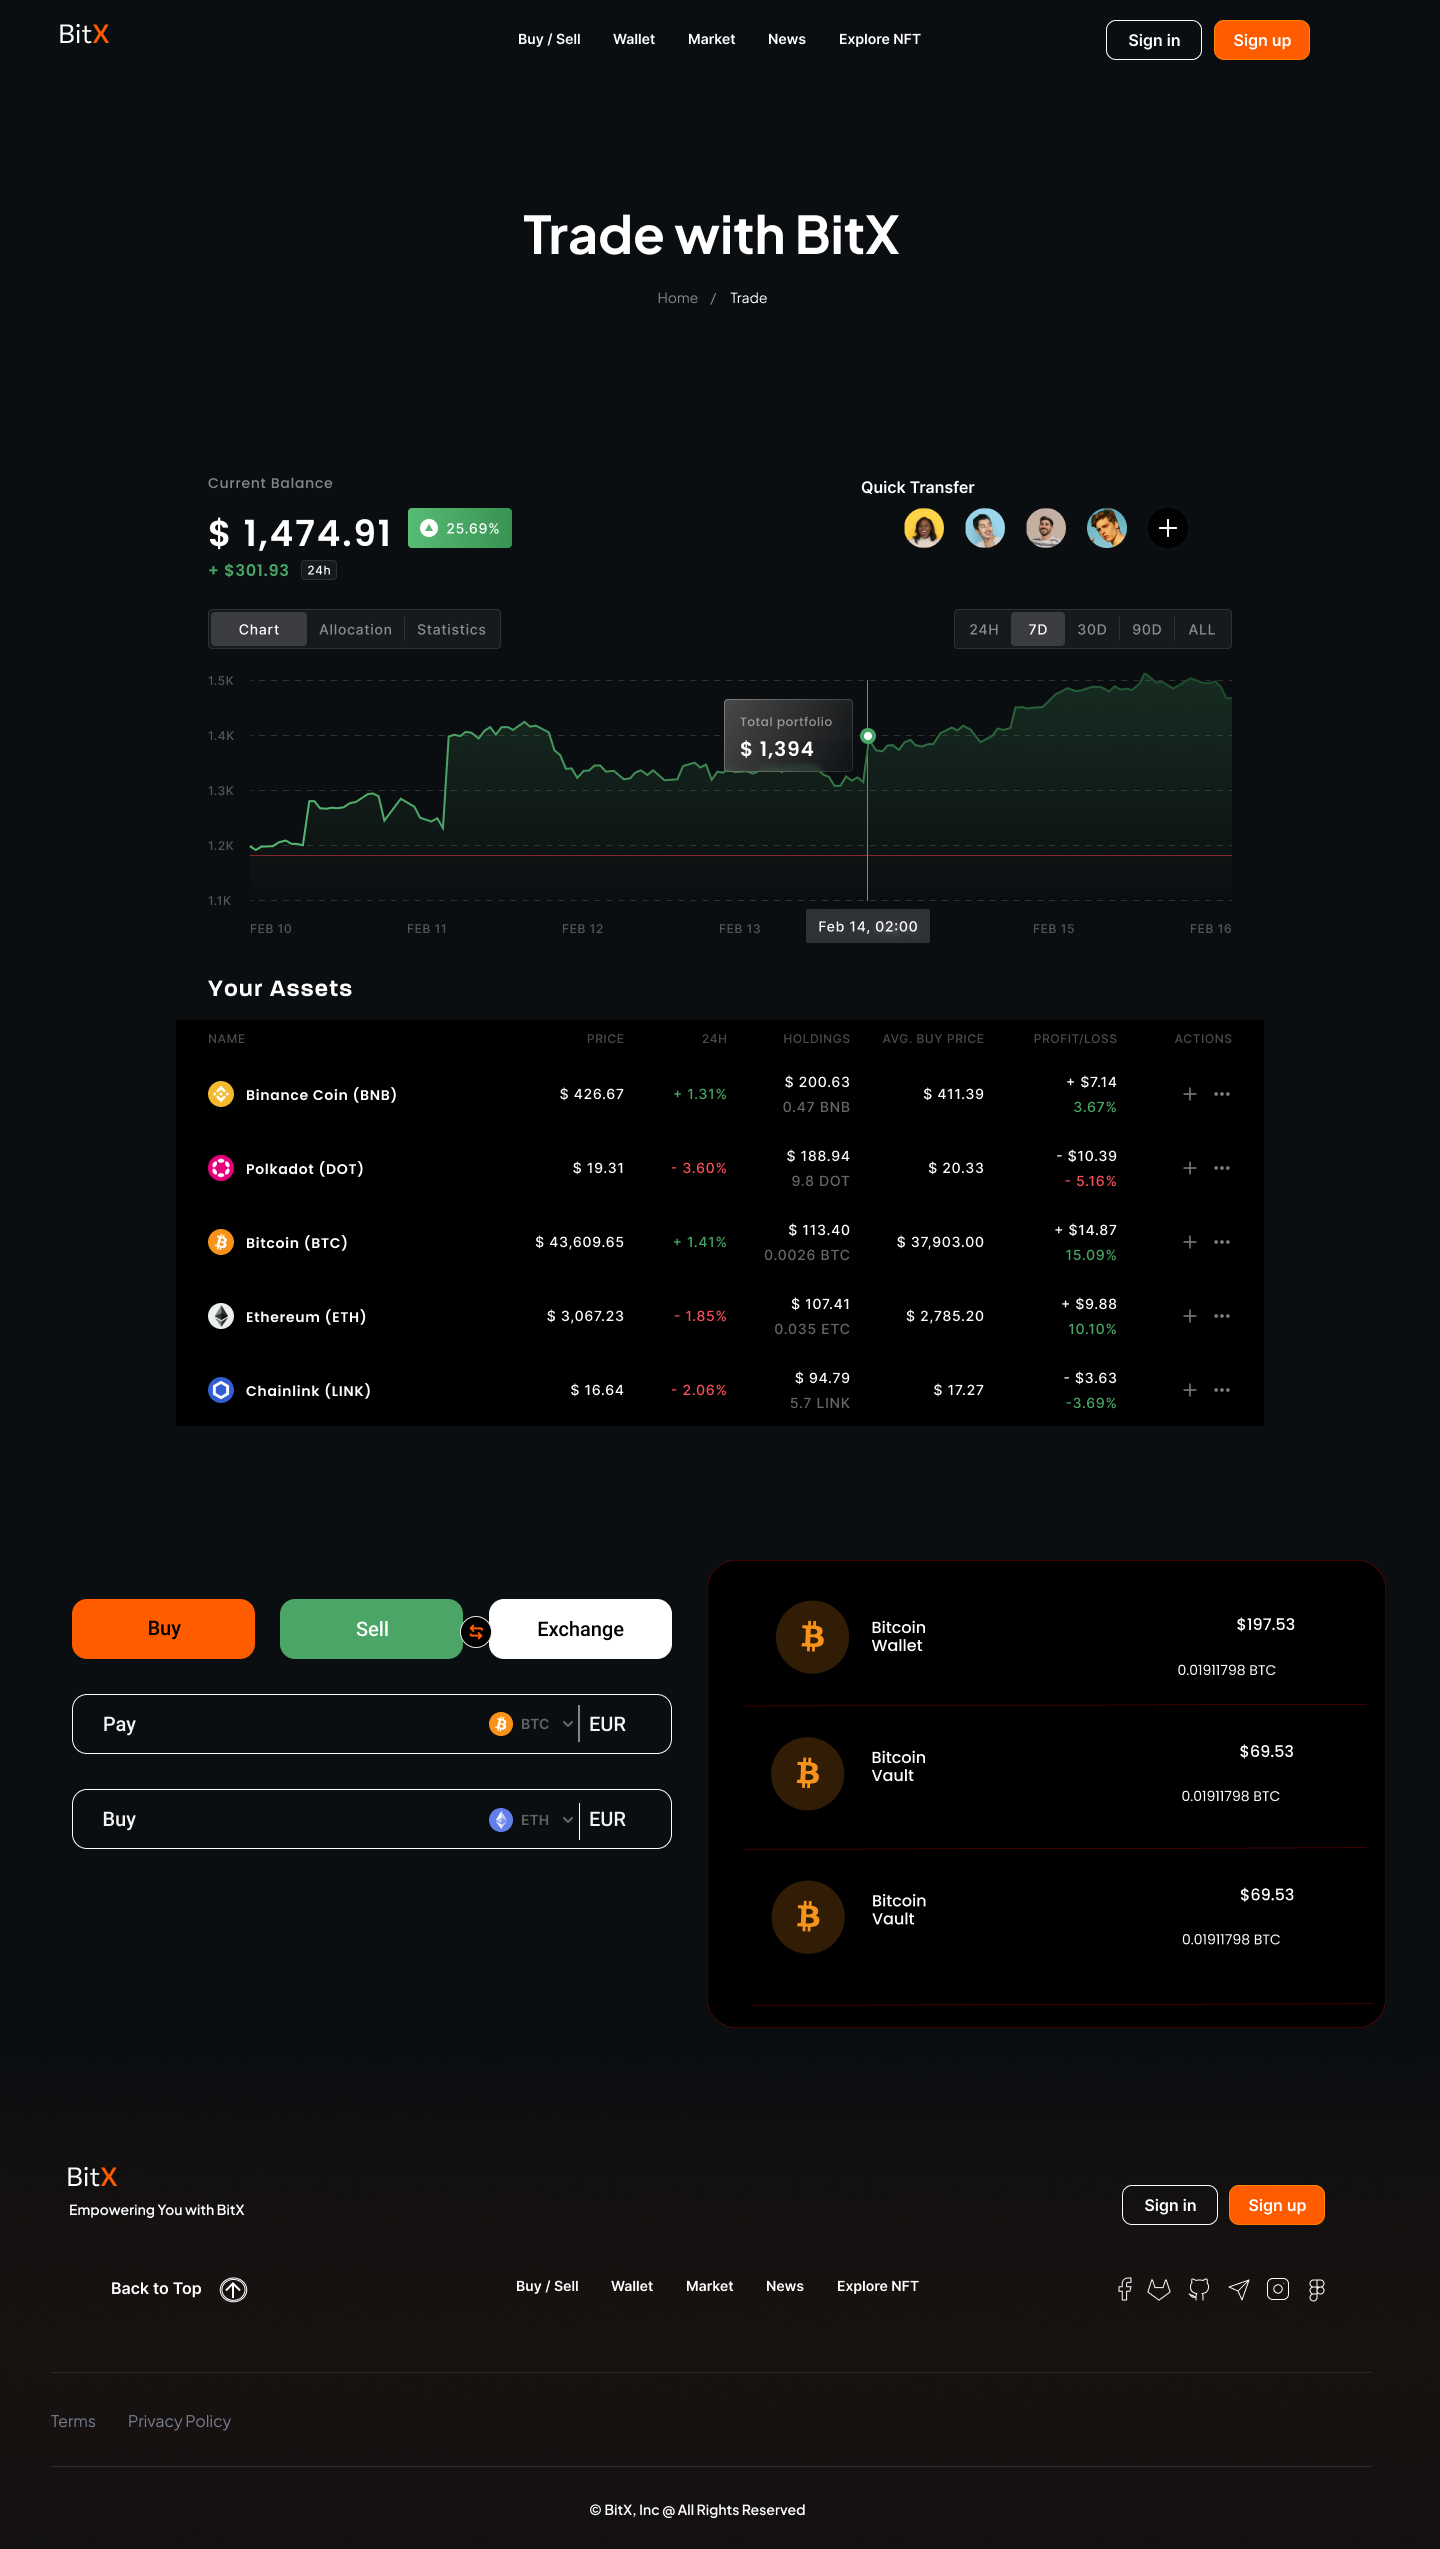 BitX
Buy / Sell Wallet Market News Explore NFT
Sign in Sign up
Trade with BitX
Home / Trade
Current Balance
$ 1,474.91 25.69%
+ $301.93 24h
Quick Transfer
Chart Allocation Statistics
24H 7D 30D 90D ALL
1.5K
1.4K
1.3K
1.2K
1.1K
Total portfolio
$ 1,394
FEB 10 FEB 11 FEB 12 FEB 13 Feb 14, 02:00 FEB 15 FEB 16
Your Assets
NAME PRICE 24H HOLDINGS AVG. BUY PRICE PROFIT/LOSS ACTIONS
Binance Coin (BNB) $ 426.67 + 1.31% $ 200.63 $ 411.39 + $7.14
0.47 BNB 3.67%
Polkadot (DOT) $ 19.31 - 3.60% $ 188.94 $ 20.33 - $10.39
9.8 DOT - 5.16%
Bitcoin (BTC) $ 43,609.65 + 1.41% $ 113.40 $ 37,903.00 + $14.87
0.0026 BTC 15.09%
Ethereum (ETH) $ 3,067.23 - 1.85% $ 107.41 $ 2,785.20 + $9.88
0.035 ETC 10.10%
Chainlink (LINK) $ 16.64 - 2.06% $ 94.79 $ 17.27 - $3.63
5.7 LINK -3.69%
Buy Sell Exchange
Pay BTC EUR
Buy ETH EUR
Bitcoin
Wallet
$197.53
0.01911798 BTC
Bitcoin
Vault
$69.53
0.01911798 BTC
Bitcoin
Vault
$69.53
0.01911798 BTC
BitX
Empowering You with BitX
Sign in Sign up
Back to Top
Buy / Sell Wallet Market News Explore NFT
Terms Privacy Policy
© BitX, Inc @ All Rights Reserved